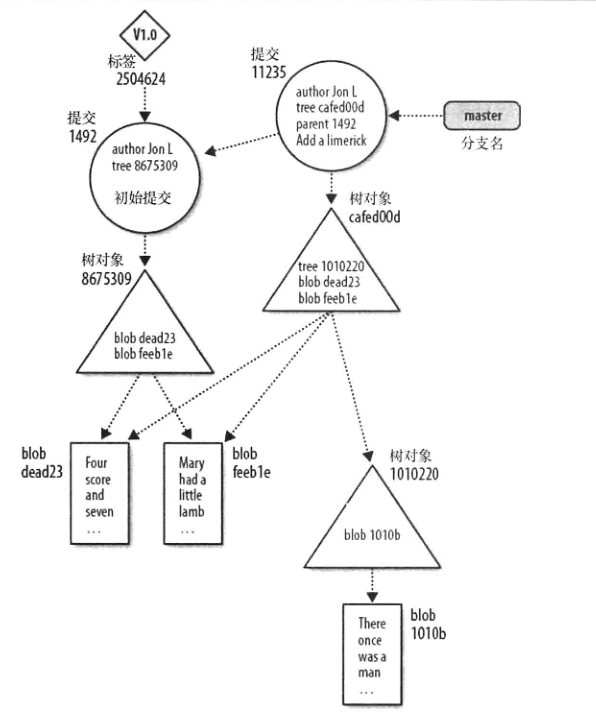 V1.0
标签
2504624
提交
11235
author Jon L
tree cafed00d
parent 1492
Add a limerick
master
分支名
提交
1492
author Jon L
tree 8675309
初始提交
树对象
cafed00d
tree 1010220
blob dead23
blob feeb1e
树对象
8675309
blob dead23
blob feeb1e
blob
dead23
Four
score
and
seven
...
Mary
had a
little
lamb
...
blob
feeb1e
树对象
1010220
blob 1010b
There
once
was a
man
...
blob
1010b